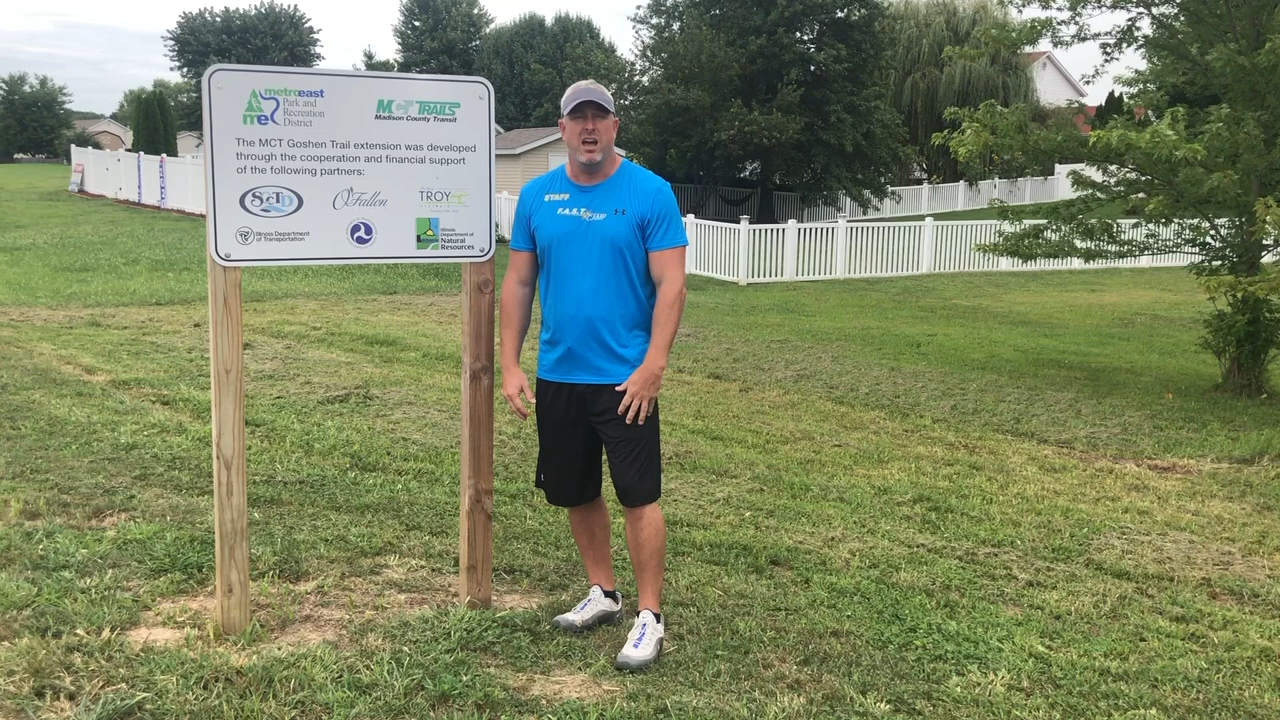 metroeast
Park and
Recreation
District
me
MCT TRAILS
Madison County Transit
The MCT Goshen Trail extension was developed
through the cooperation and financial support
of the following partners:
O'Fallon
TROY
Illinois Department
of Transportation
Illinois
Department of
Natural
Resources
STAFF
F.A.S.T. CAMP